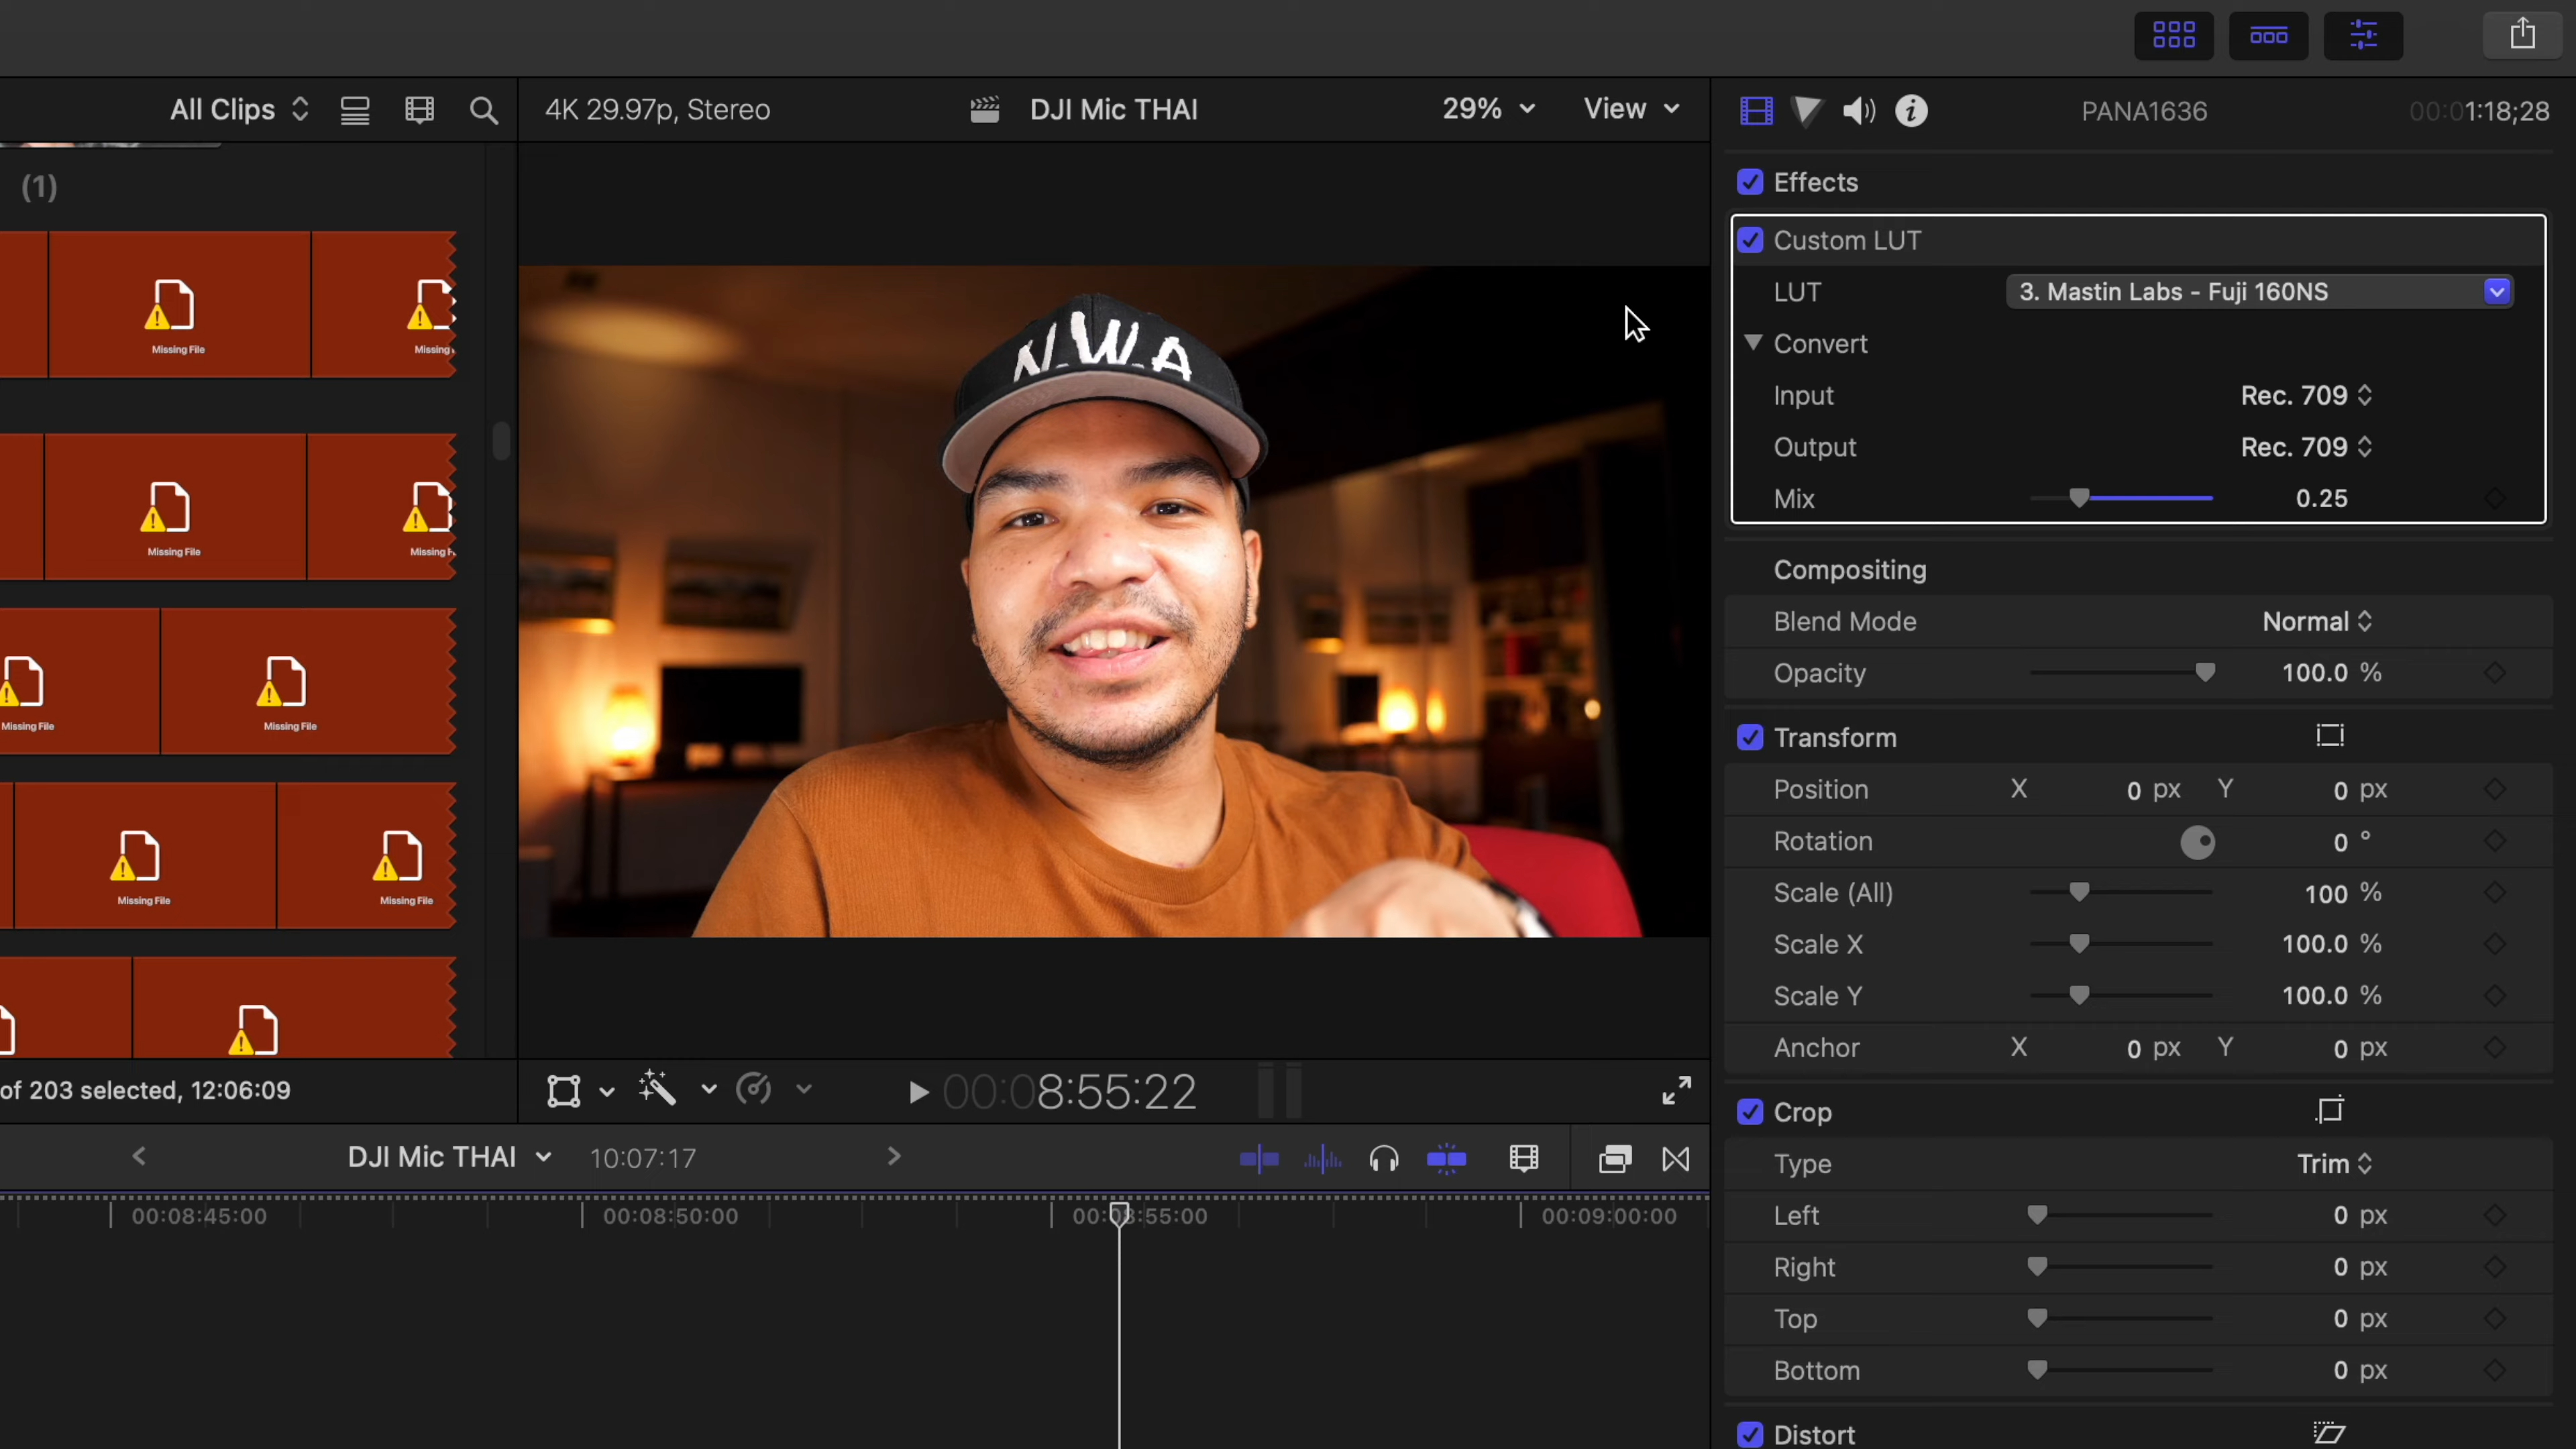 All Clips
4K 29.97p, Stereo
DJI Mic THAI
29%
View
PANA1636
00:01:18;28
(1)
Missing File
Missing
Missing File
Missing
Missing File
Missing File
Missing File
Missing File
of 203 selected, 12:06:09
N.W.A
00:08:55:22
DJI Mic THAI
10:07:17
00:08:45:00
00:08:50:00
00:08:55:00
00:09:00:00
Effects
Custom LUT
LUT 3. Mastin Labs - Fuji 160NS
Convert
Input Rec. 709
Output Rec. 709
Mix 0.25
Compositing
Blend Mode Normal
Opacity 100.0 %
Transform
Position X 0 px Y 0 px
Rotation 0 °
Scale (All) 100 %
Scale X 100.0 %
Scale Y 100.0 %
Anchor X 0 px Y 0 px
Crop
Type Trim
Left 0 px
Right 0 px
Top 0 px
Bottom 0 px
Distort